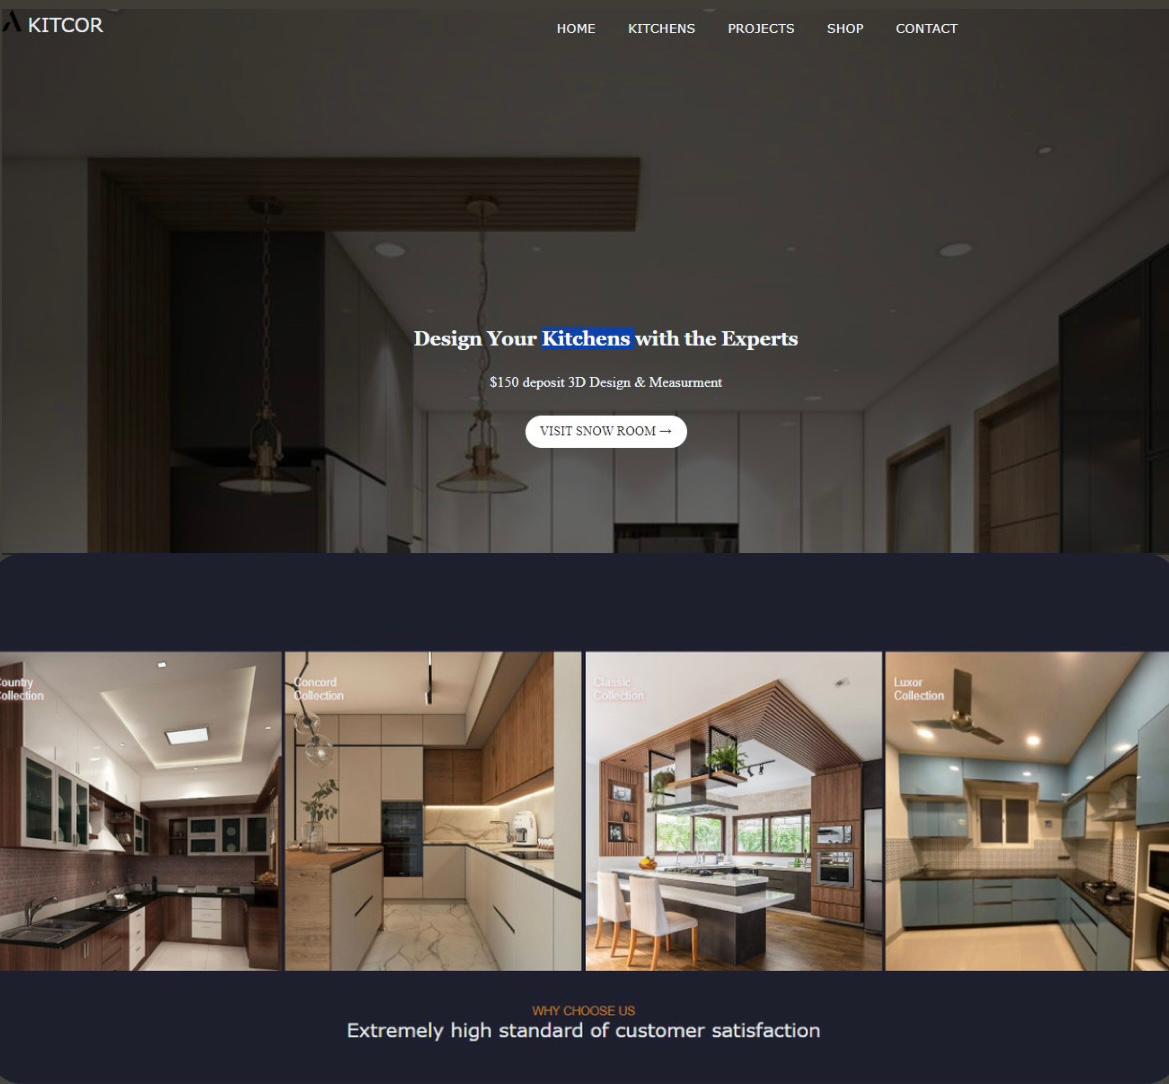 KITCOR
HOME KITCHENS PROJECTS SHOP CONTACT
Design Your Kitchens with the Experts
$150 deposit 3D Design & Measurment
VISIT SNOW ROOM →
ountry
ollection
Concord
Collection
Classic
Collection
Luxor
Collection
WHY CHOOSE US
Extremely high standard of customer satisfaction